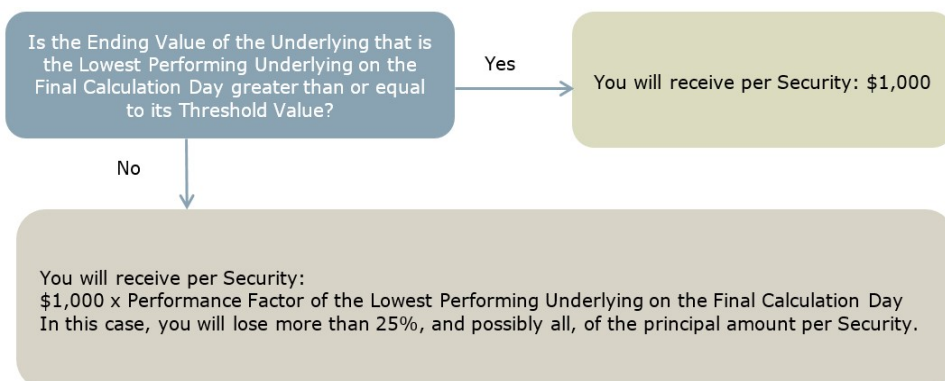 Is the Ending Value of the Underlying that is
the Lowest Performing Underlying on the
Final Calculation Day greater than or equal
to its Threshold Value?
Yes
You will receive per Security: $1,000
No
You will receive per Security:
$1,000 x Performance Factor of the Lowest Performing Underlying on the Final Calculation Day
In this case, you will lose more than 25%, and possibly all, of the principal amount per Security.